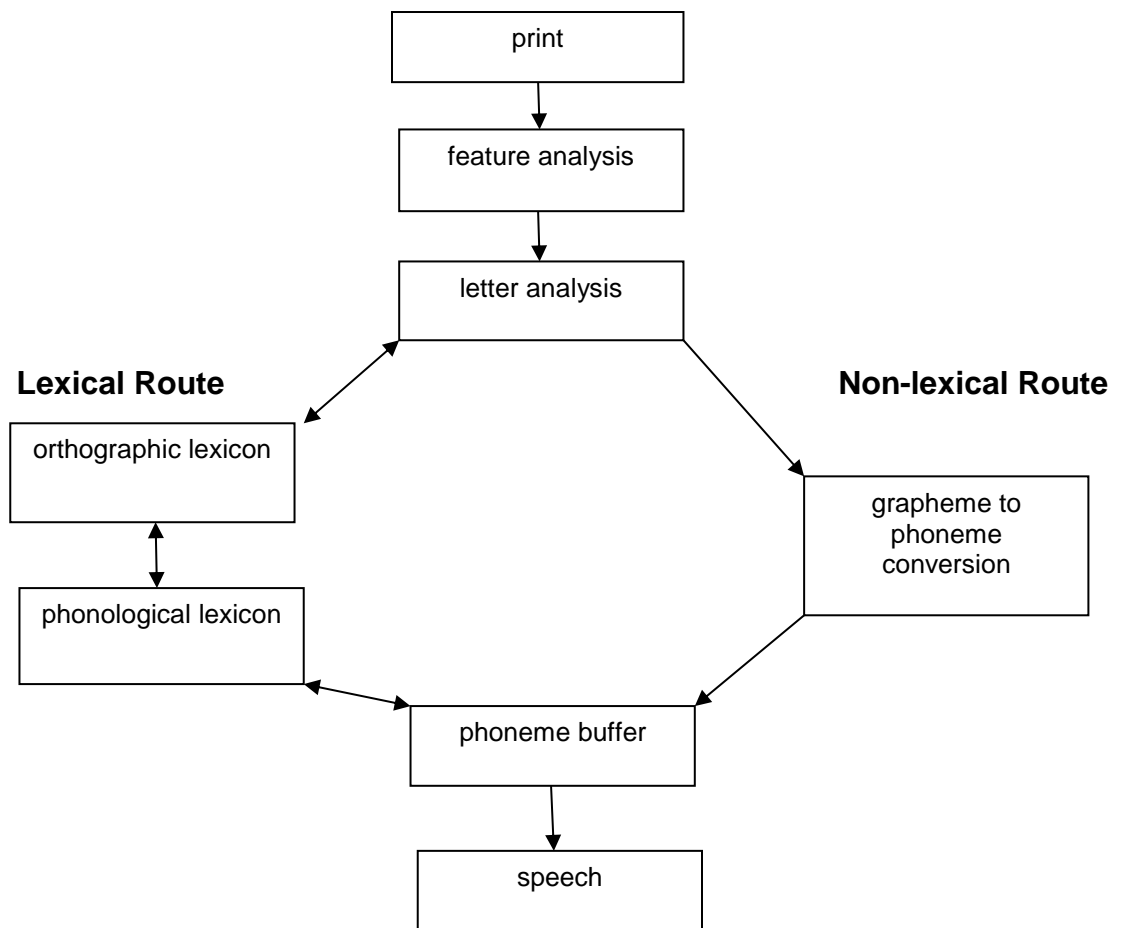 print
feature analysis
letter analysis
Lexical Route
Non-lexical Route
orthographic lexicon
grapheme to
phoneme
conversion
phonological lexicon
phoneme buffer
speech